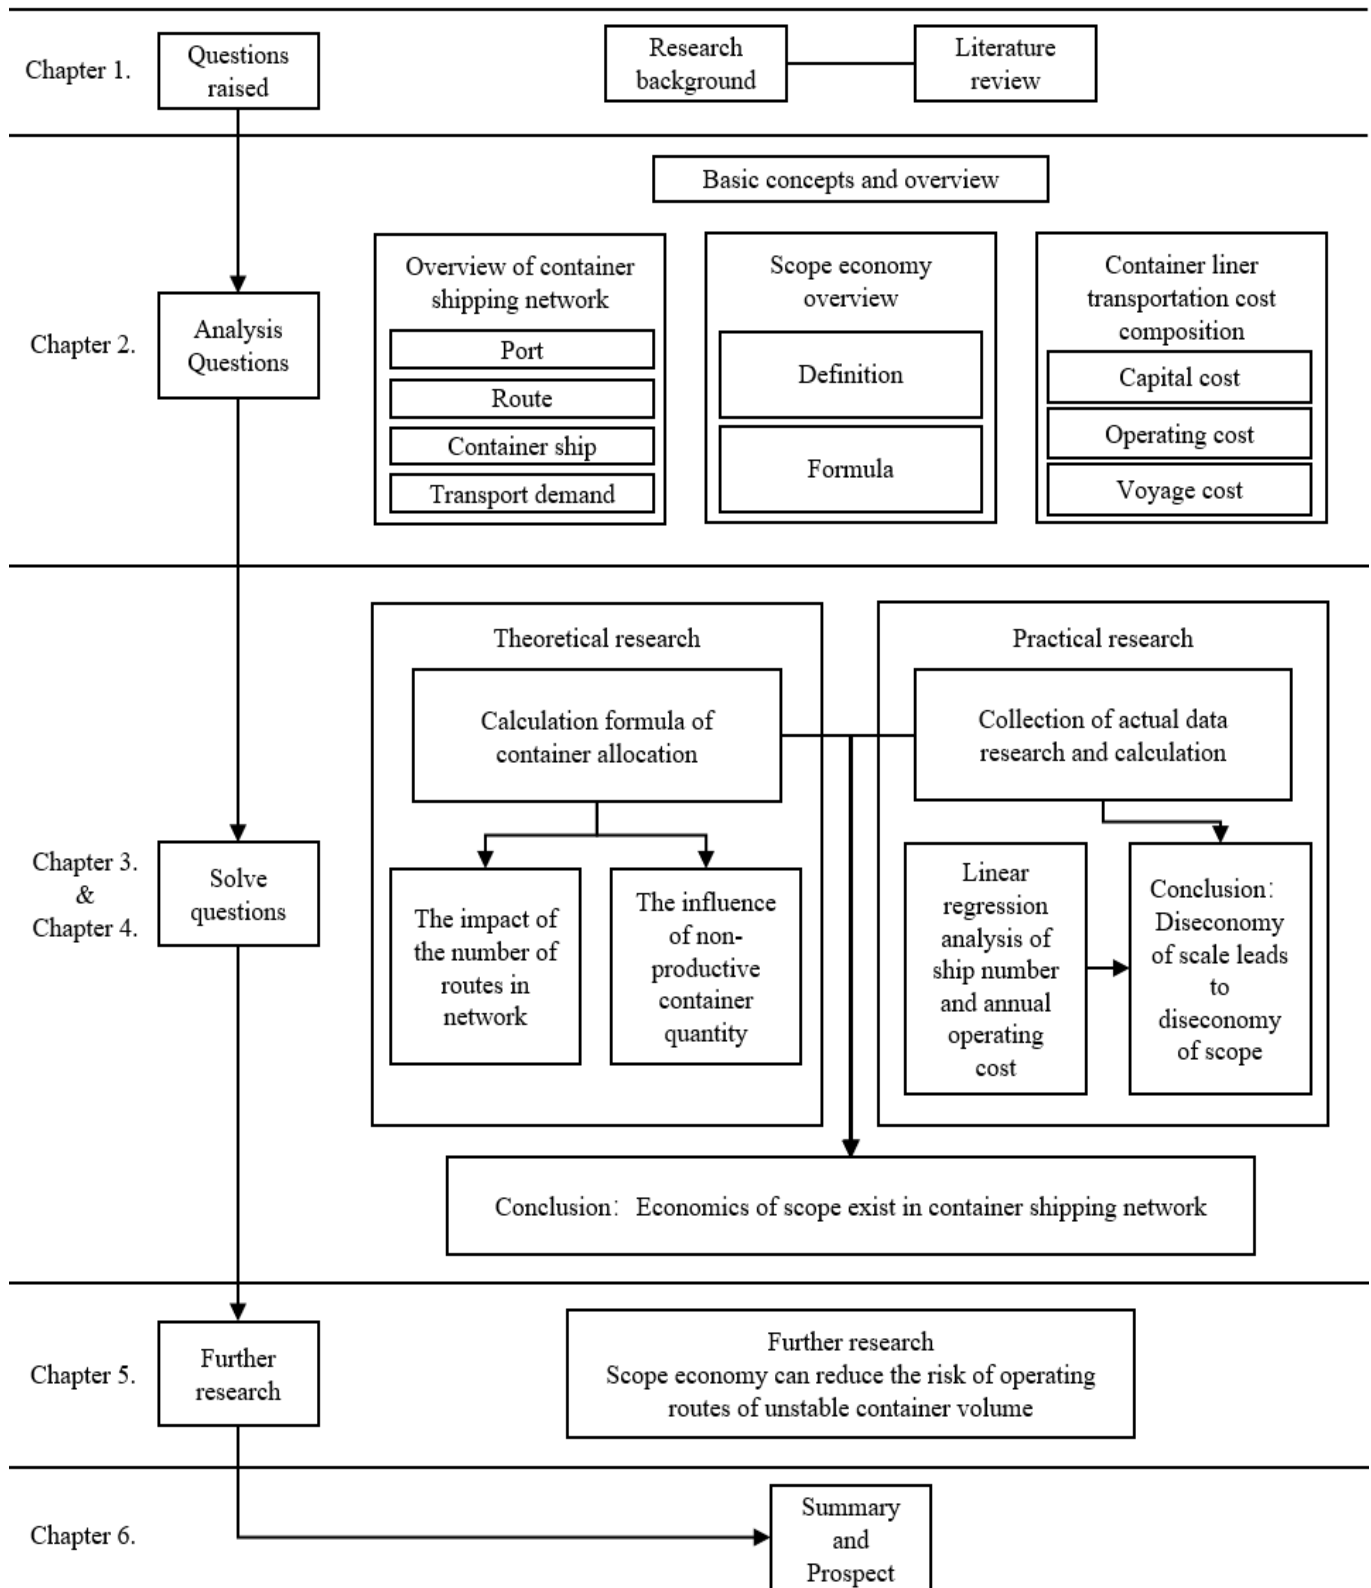 Chapter 1.
Questions
raised
Research
background
Literature
review
Chapter 2.
Analysis
Questions
Basic concepts and overview
Overview of container
shipping network
Port
Route
Container ship
Transport demand
Scope economy
overview
Definition
Formula
Container liner
transportation cost
composition
Capital cost
Operating cost
Voyage cost
Chapter 3.
&
Chapter 4.
Solve
questions
Theoretical research
Calculation formula of
container allocation
The impact of
the number of
routes in
network
The influence
of non-
productive
container
quantity
Practical research
Collection of actual data
research and calculation
Linear
regression
analysis of
ship number
and annual
operating
cost
Conclusion：
Diseconomy
of scale leads
to
diseconomy
of scope
Conclusion：Economics of scope exist in container shipping network
Chapter 5.
Further
research
Further research
Scope economy can reduce the risk of operating
routes of unstable container volume
Chapter 6.
Summary
and
Prospect